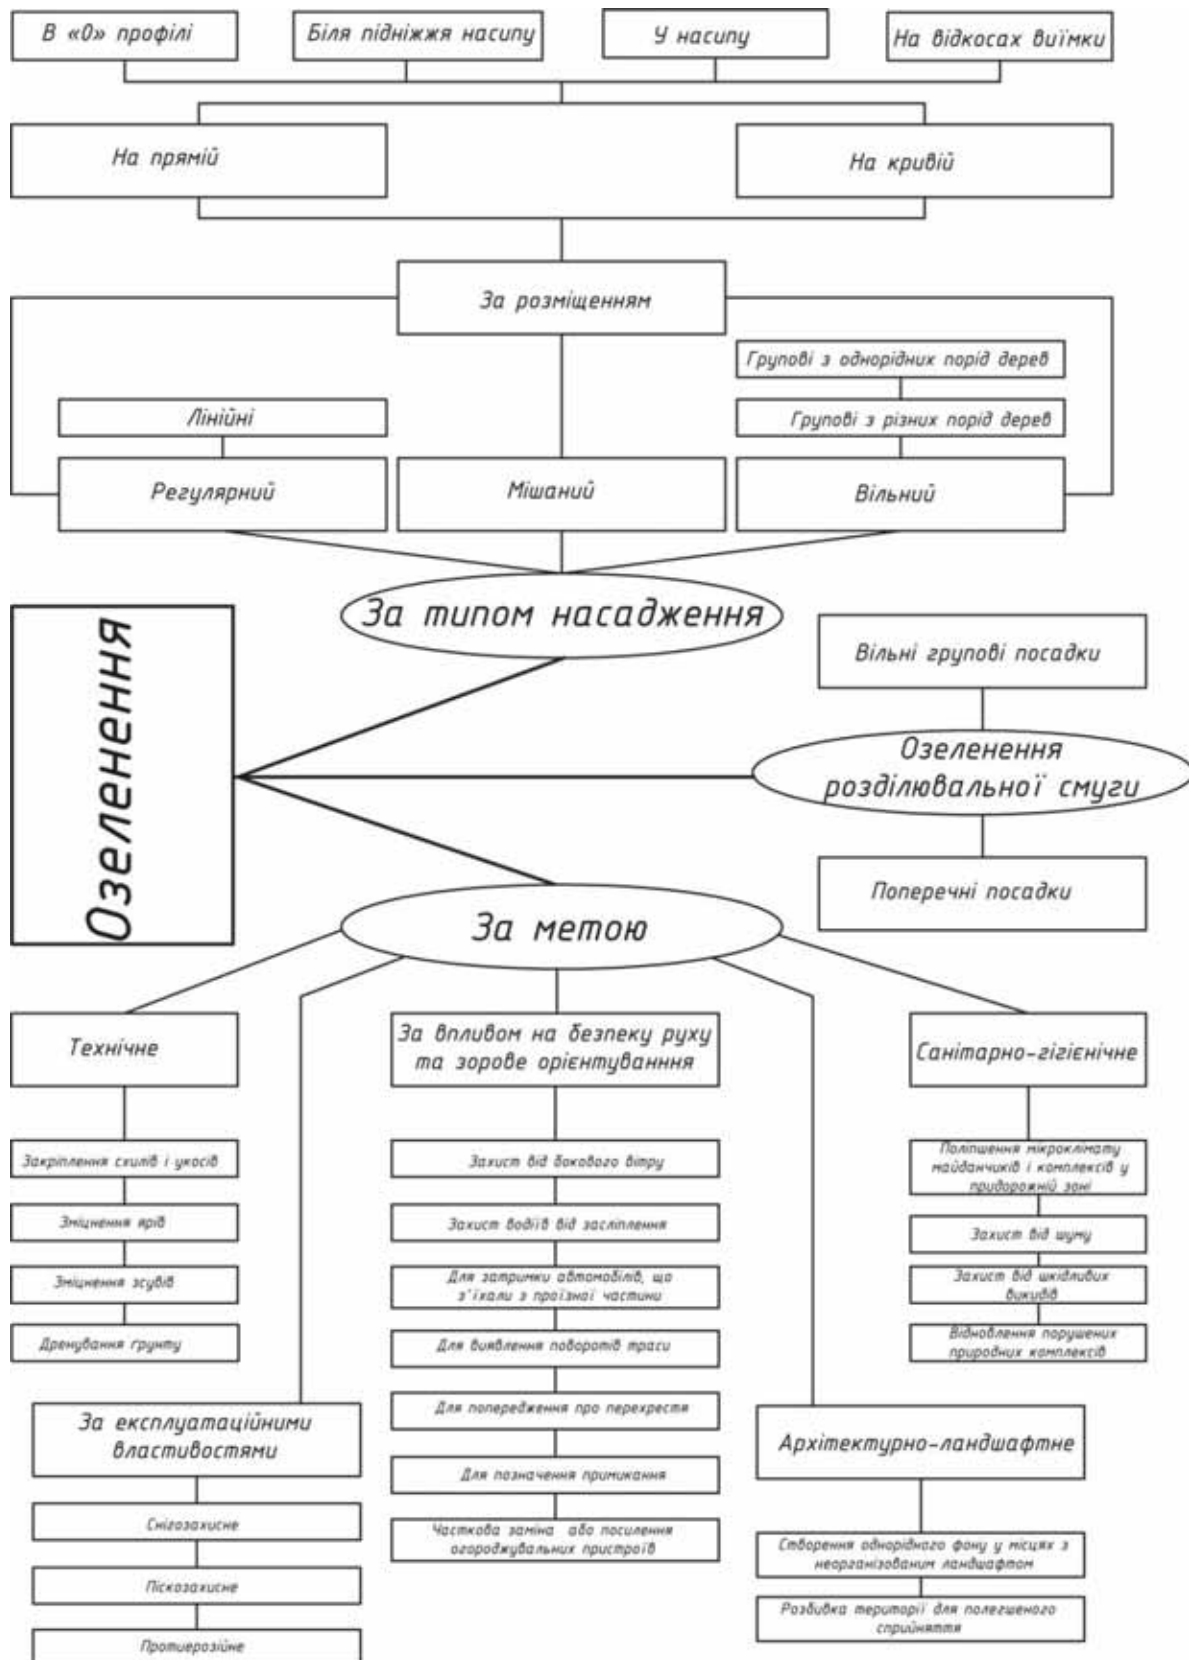 В «0» профілі
Біля підніжжя насипу
У насипу
На відкосах виїмки
На прямій
На кривій
За розміщенням
Групові з однорідних порід дерев
Лінійні
Групові з різних порід дерев
Регулярний
Мішаний
Вільний
За типом насадження
Озеленення
Вільні групові посадки
Озеленення
розділювальної смуги
Поперечні посадки
За метою
Технічне
За впливом на безпеку руху
та зорове орієнтуванння
Санітарно-гігієнічне
Закріплення схилів і укосів
Зміцнення ярів
Зміцнення зсувів
Дренування ґрунту
Захист від бокового вітру
Захист водіїв від засліплення
Для затримки автомобілів, що
з'їхали з проїзної частини
Для виявлення поворотів траси
Для попередження про перехрестя
Для позначення примикання
Часткова заміна або посилення
огороджувальних пристроїв
Поліпшення мікроклімату
майданчиків і комплексів у
придорожній зоні
Захист від шуму
Захист від шкідливих
викидів
Відновлення порушених
природних комплексів
За експлуатаційними
властивостями
Снігозахисне
Піскозахисне
Протиерозійне
Архітектурно-ландшафтне
Створення однорідного фону у місцях з
неорганізованим ландшафтом
Розбивка території для полегшеного
сприйняття